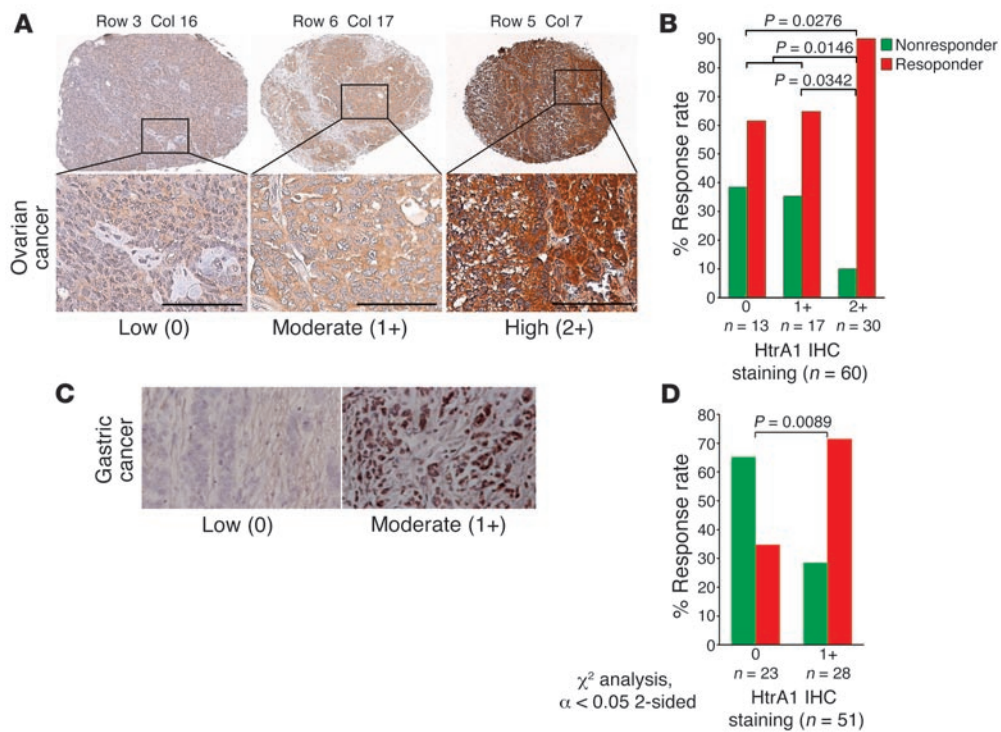 A
Row 3 Col 16
Row 6 Col 17
Row 5 Col 7
Ovarian
cancer
Low (0)
Moderate (1+)
High (2+)
B
P = 0.0276
P = 0.0146
P = 0.0342
Nonresponder
Resoponder
% Response rate
90
80
70
60
50
40
30
20
10
0
0
1+
2+
n = 13
n = 17
n = 30
HtrA1 IHC
staining (n = 60)
C
Gastric
cancer
Low (0)
Moderate (1+)
D
P = 0.0089
% Response rate
80
70
60
50
40
30
20
10
0
0
1+
n = 23
n = 28
HtrA1 IHC
staining (n = 51)
χ² analysis,
α < 0.05 2-sided